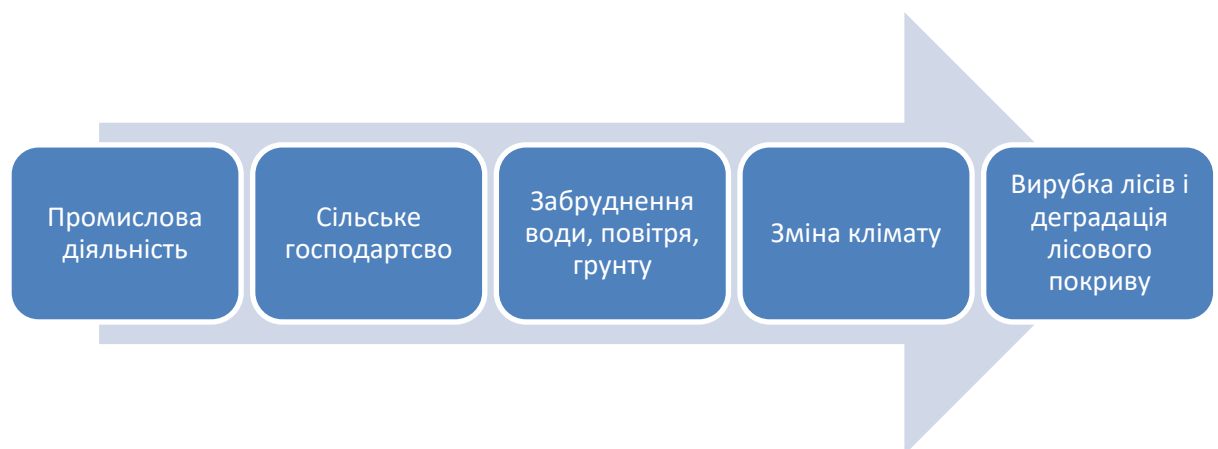 Промислова
діяльність
Сільське
господартсво
Забруднення
води, повітря,
грунту
Зміна клімату
Вирубка лісів і
деградація
лісового
покриву